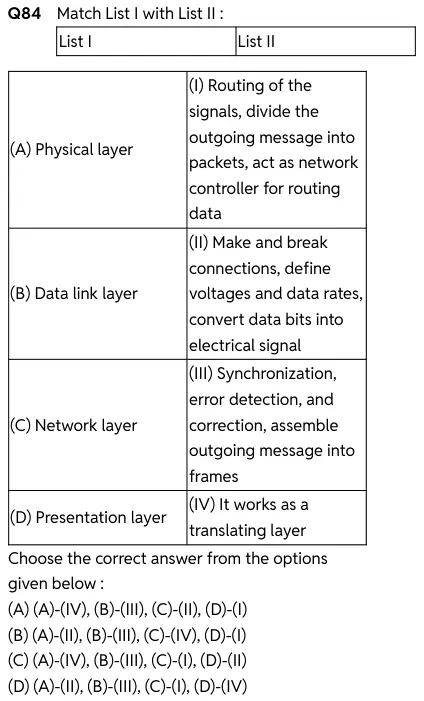 Q84 Match List I with List II :
List I List II
(A) Physical layer
(I) Routing of the
signals, divide the
outgoing message into
packets, act as network
controller for routing
data
(B) Data link layer
(II) Make and break
connections, define
voltages and data rates,
convert data bits into
electrical signal
(C) Network layer
(III) Synchronization,
error detection, and
correction, assemble
outgoing message into
frames
(D) Presentation layer
(IV) It works as a
translating layer
Choose the correct answer from the options
given below :
(A) (A)-(IV), (B)-(III), (C)-(II), (D)-(I)
(B) (A)-(II), (B)-(III), (C)-(IV), (D)-(I)
(C) (A)-(IV), (B)-(III), (C)-(I), (D)-(II)
(D) (A)-(II), (B)-(III), (C)-(I), (D)-(IV)